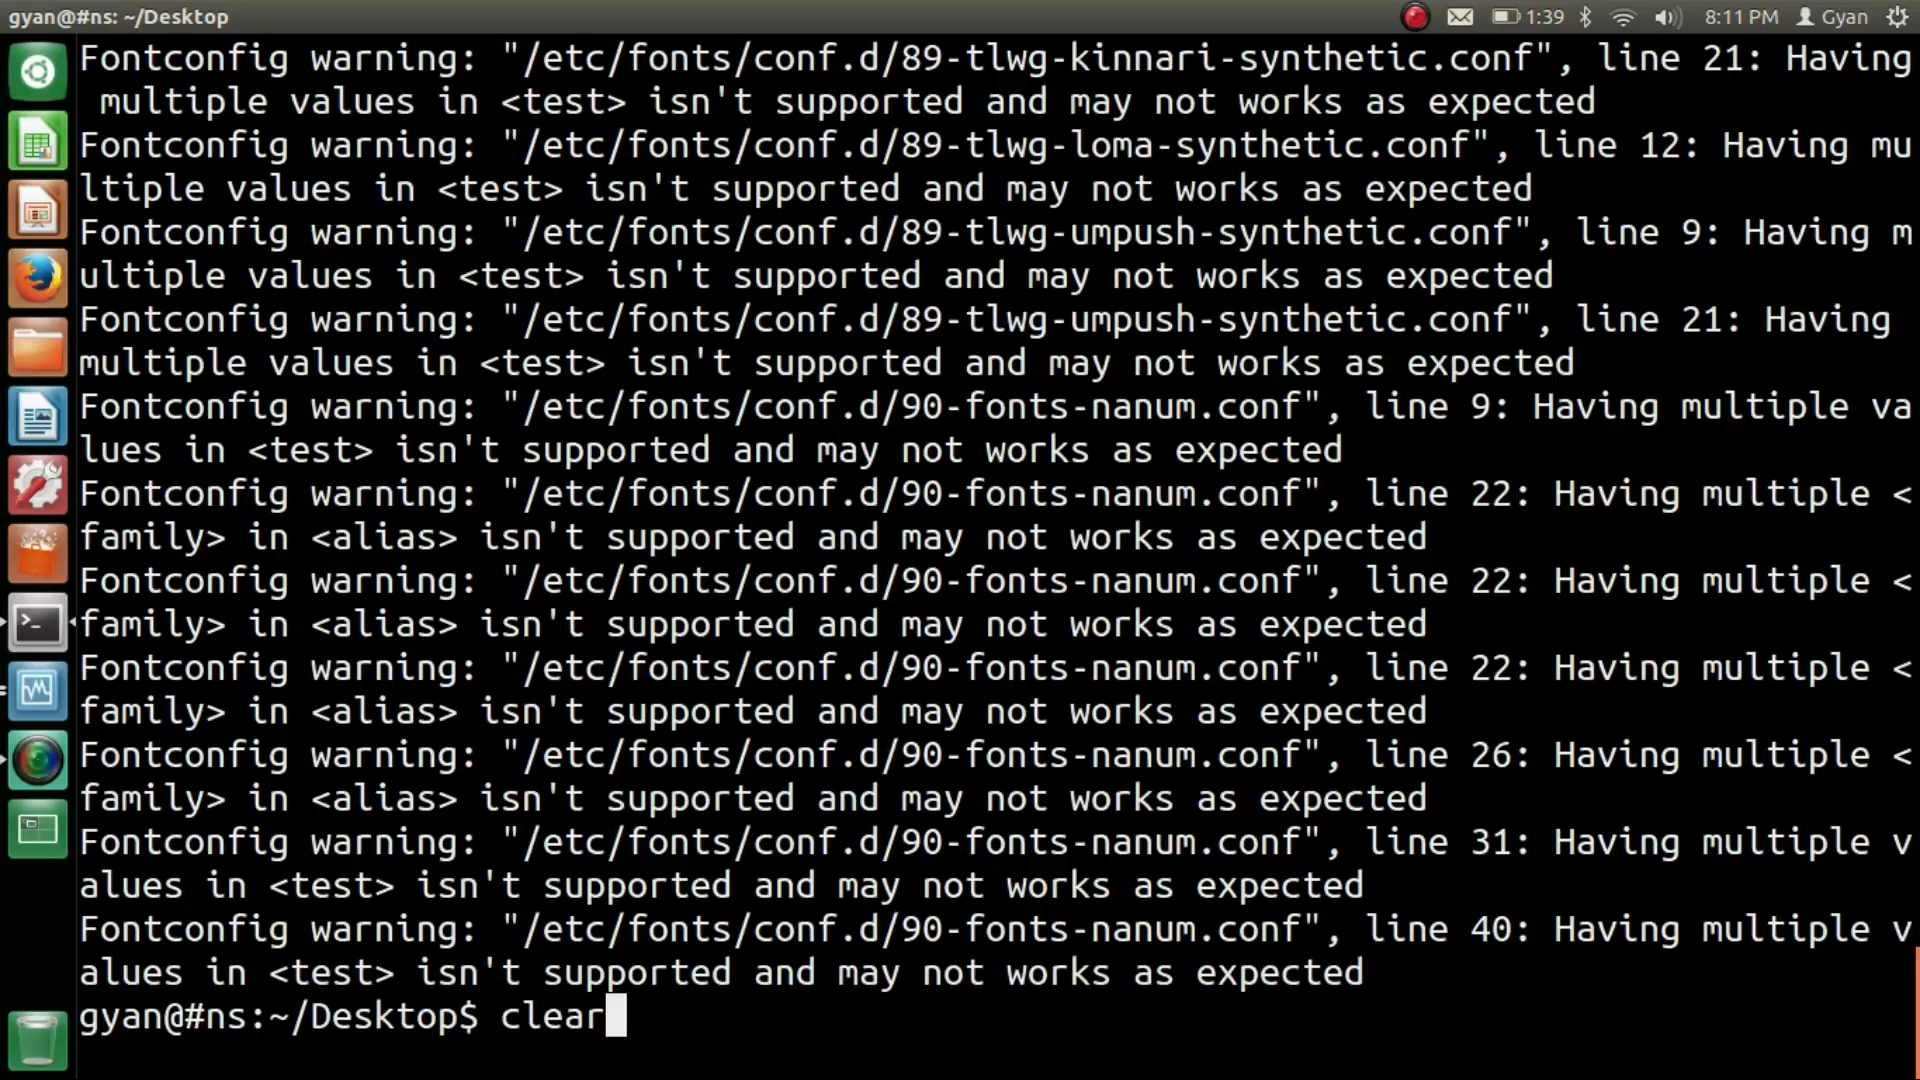 gyan@#ns: ~/Desktop
1:39
8:11 PM
Gyan
Fontconfig warning: "/etc/fonts/conf.d/89-tlwg-kinnari-synthetic.conf", line 21: Having
 multiple values in <test> isn't supported and may not works as expected
Fontconfig warning: "/etc/fonts/conf.d/89-tlwg-loma-synthetic.conf", line 12: Having mu
ltiple values in <test> isn't supported and may not works as expected
Fontconfig warning: "/etc/fonts/conf.d/89-tlwg-umpush-synthetic.conf", line 9: Having m
ultiple values in <test> isn't supported and may not works as expected
Fontconfig warning: "/etc/fonts/conf.d/89-tlwg-umpush-synthetic.conf", line 21: Having
multiple values in <test> isn't supported and may not works as expected
Fontconfig warning: "/etc/fonts/conf.d/90-fonts-nanum.conf", line 9: Having multiple va
lues in <test> isn't supported and may not works as expected
Fontconfig warning: "/etc/fonts/conf.d/90-fonts-nanum.conf", line 22: Having multiple <
family> in <alias> isn't supported and may not works as expected
Fontconfig warning: "/etc/fonts/conf.d/90-fonts-nanum.conf", line 22: Having multiple <
family> in <alias> isn't supported and may not works as expected
Fontconfig warning: "/etc/fonts/conf.d/90-fonts-nanum.conf", line 22: Having multiple <
family> in <alias> isn't supported and may not works as expected
Fontconfig warning: "/etc/fonts/conf.d/90-fonts-nanum.conf", line 26: Having multiple <
family> in <alias> isn't supported and may not works as expected
Fontconfig warning: "/etc/fonts/conf.d/90-fonts-nanum.conf", line 31: Having multiple v
alues in <test> isn't supported and may not works as expected
Fontconfig warning: "/etc/fonts/conf.d/90-fonts-nanum.conf", line 40: Having multiple v
alues in <test> isn't supported and may not works as expected
gyan@#ns:~/Desktop$ clear